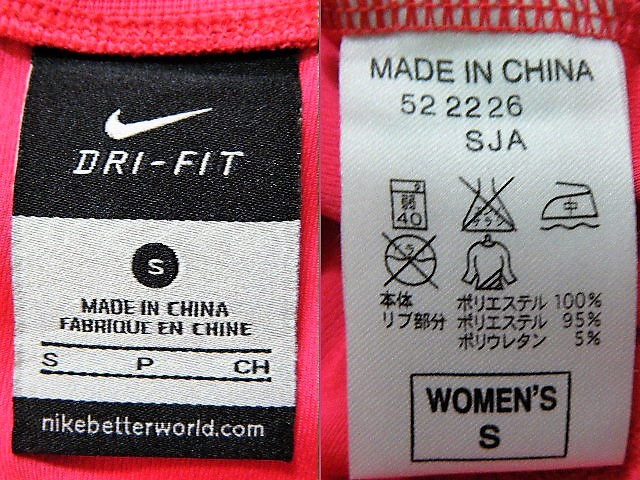 DRI-FIT
S
MADE IN CHINA
FABRIQUE EN CHINE
S P CH
nikebetterworld.com
MADE IN CHINA
52 2226
SJA
弱
40
中
本体 ポリエステル 100%
リブ部分 ポリエステル 95%
ポリウレタン 5%
WOMEN'S
S